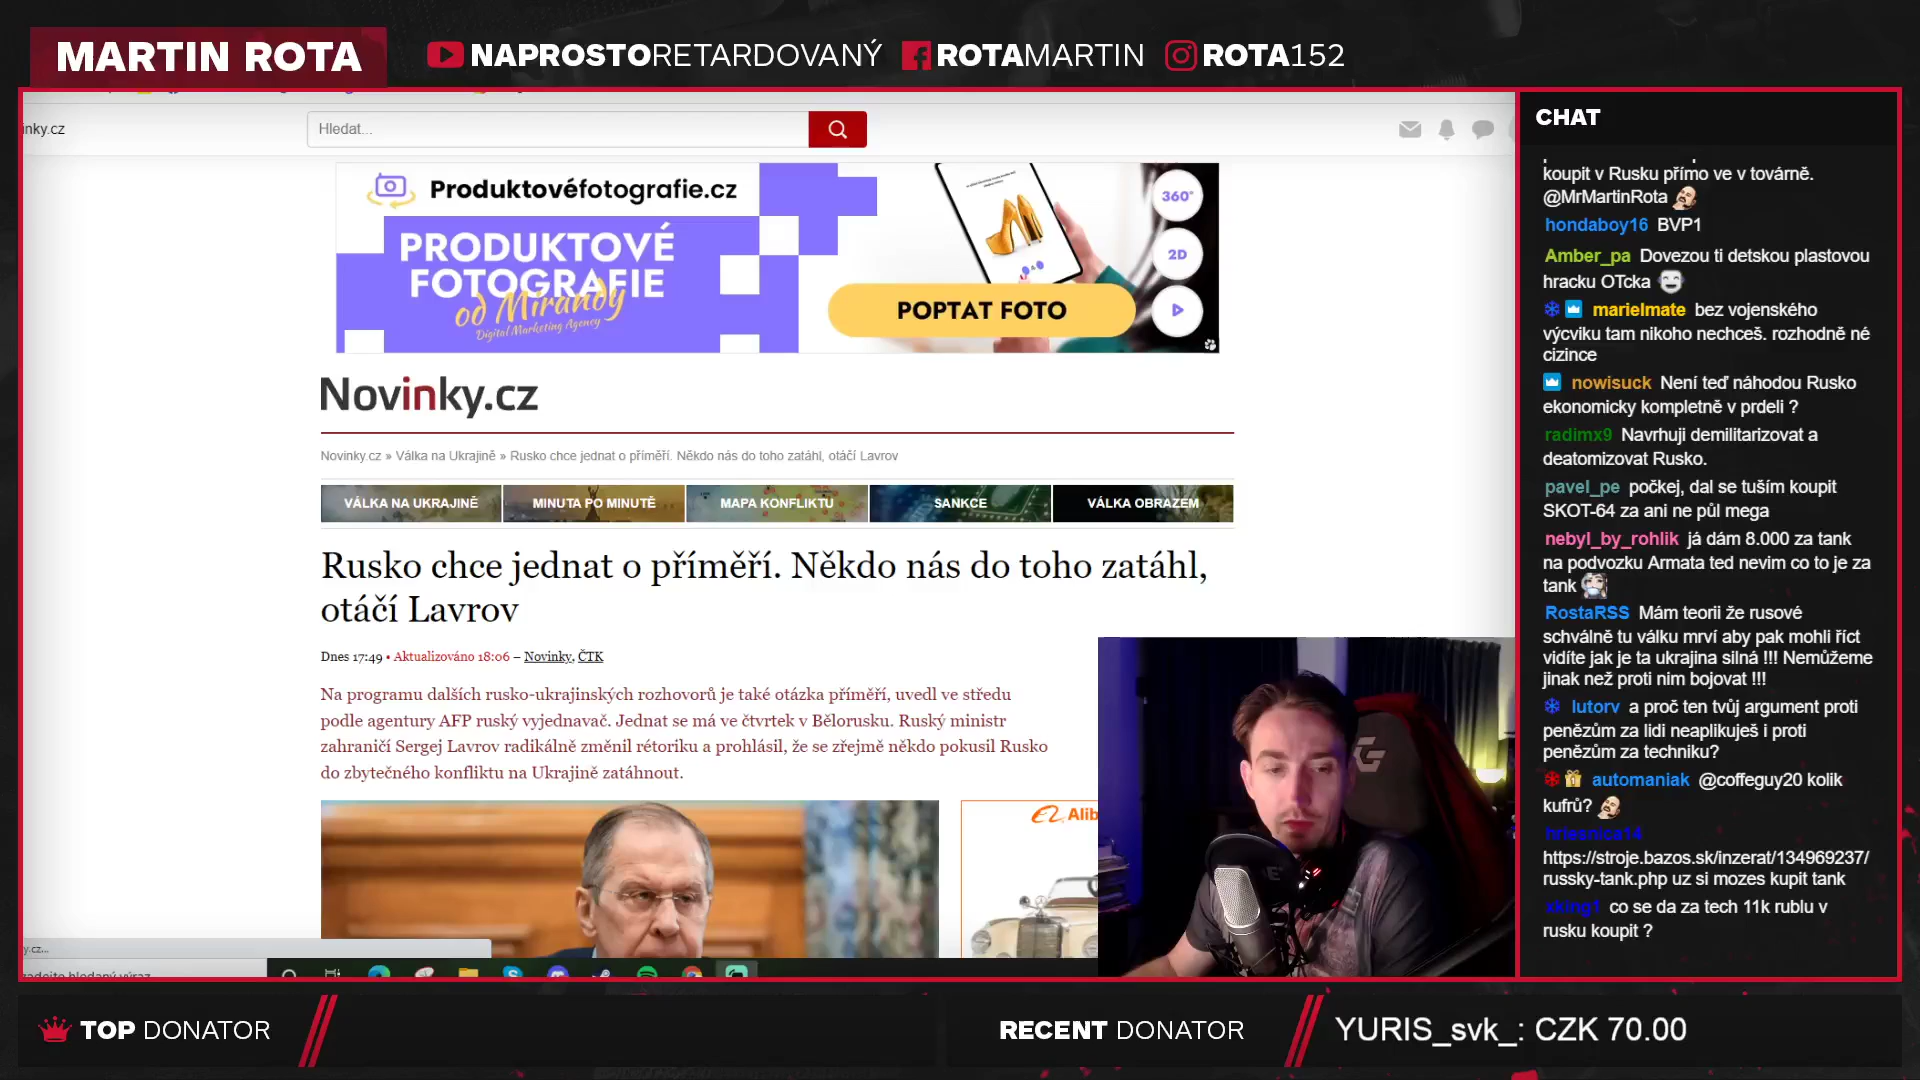 MARTIN ROTA
NAPROSTORETARDOVANÝ
ROTAMARTIN
ROTA152
inky.cz
Hledat...
Produktovéfotografie.cz
PRODUKTOVÉ
FOTOGRAFIE
od Mirandy
Digital Marketing Agency
POPTAT FOTO
360°
2D
Novinky.cz
Novinky.cz » Válka na Ukrajině » Rusko chce jednat o příměří. Někdo nás do toho zatáhl, otáčí Lavrov
VÁLKA NA UKRAJINĚ
MINUTA PO MINUTĚ
MAPA KONFLIKTU
SANKCE
VÁLKA OBRAZEM
Rusko chce jednat o příměří. Někdo nás do toho zatáhl,
otáčí Lavrov
Dnes 17:49 • Aktualizováno 18:06 – Novinky, ČTK
Na programu dalších rusko-ukrajinských rozhovorů je také otázka příměří, uvedl ve středu
podle agentury AFP ruský vyjednavač. Jednat se má ve čtvrtek v Bělorusku. Ruský ministr
zahraničí Sergej Lavrov radikálně změnil rétoriku a prohlásil, že se zřejmě někdo pokusil Rusko
do zbytečného konfliktu na Ukrajině zatáhnout.
Alib
y.cz...
zadejte hledaný výraz
CHAT
koupit v Rusku přímo ve v továrně.
@MrMartinRota
hondaboy16 BVP1
Amber_pa Dovezou ti detskou plastovou
hracku OTcka
marielmate bez vojenského
výcviku tam nikoho nechceš. rozhodně né
cizince
nowisuck Není teď náhodou Rusko
ekonomicky kompletně v prdeli ?
radimx9 Navrhuji demilitarizovat a
deatomizovat Rusko.
pavel_pe počkej, dal se tuším koupit
SKOT-64 za ani ne půl mega
nebyl_by_rohlik já dám 8.000 za tank
na podvozku Armata ted nevim co to je za
tank
RostaRSS Mám teorii že rusové
schválně tu válku mrví aby pak mohli říct
vidíte jak je ta ukrajina silná !!! Nemůžeme
jinak než proti nim bojovat !!!
lutorv a proč ten tvůj argument proti
penězům za lidi neaplikuješ i proti
penězům za techniku?
automaniak @coffeguy20 kolik
kufrů?
hriesnica14
https://stroje.bazos.sk/inzerat/134969237/
russky-tank.php uz si mozes kupit tank
xking1 co se da za tech 11k rublu v
rusku koupit ?
TOP DONATOR
RECENT DONATOR
YURIS_svk_: CZK 70.00